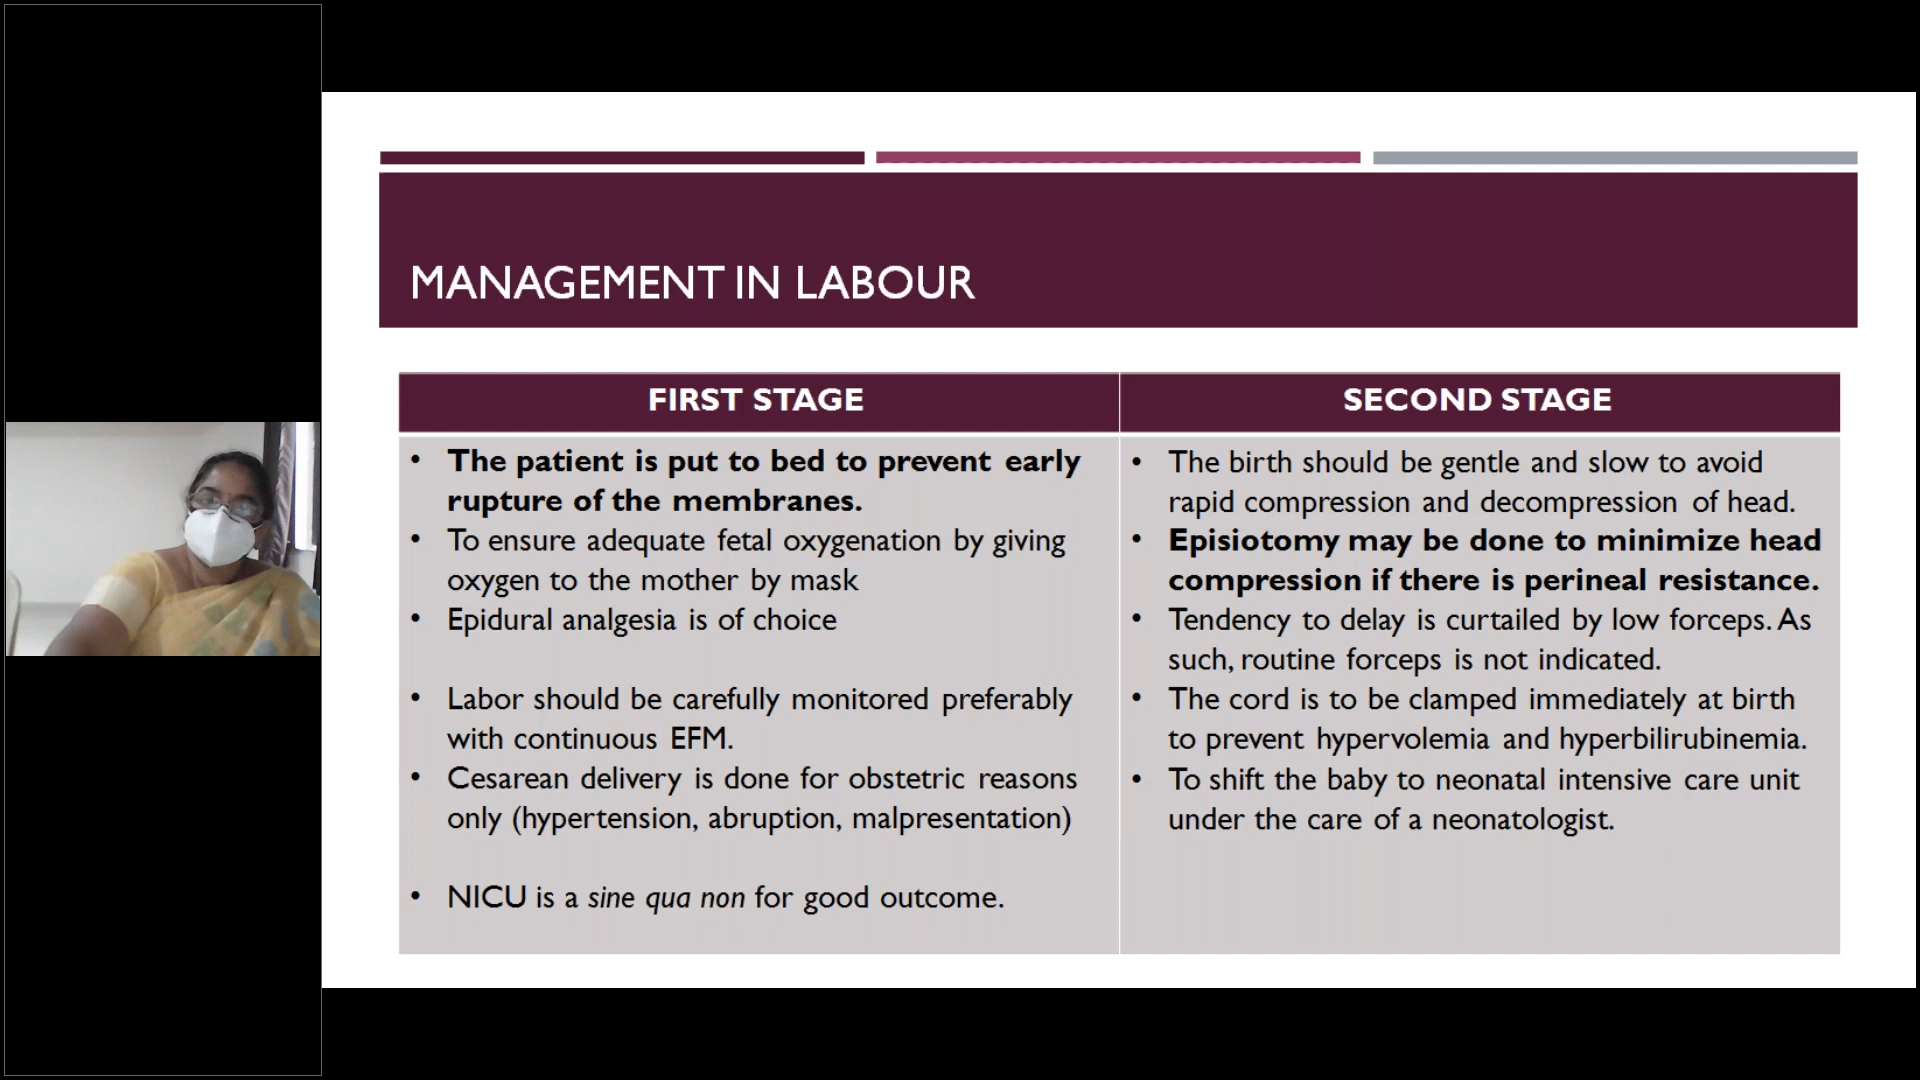 MANAGEMENT IN LABOUR
FIRST STAGE
• The patient is put to bed to prevent early
rupture of the membranes.
• To ensure adequate fetal oxygenation by giving
oxygen to the mother by mask
• Epidural analgesia is of choice
• Labor should be carefully monitored preferably
with continuous EFM.
• Cesarean delivery is done for obstetric reasons
only (hypertension, abruption, malpresentation)
• NICU is a sine qua non for good outcome.
SECOND STAGE
• The birth should be gentle and slow to avoid
rapid compression and decompression of head.
• Episiotomy may be done to minimize head
compression if there is perineal resistance.
• Tendency to delay is curtailed by low forceps. As
such, routine forceps is not indicated.
• The cord is to be clamped immediately at birth
to prevent hypervolemia and hyperbilirubinemia.
• To shift the baby to neonatal intensive care unit
under the care of a neonatologist.